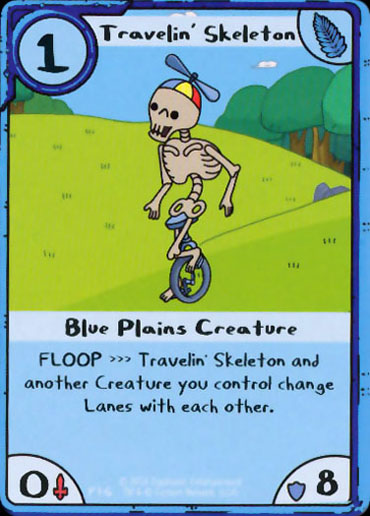 1
Travelin' Skeleton
Blue Plains Creature
FLOOP >>> Travelin' Skeleton and
another Creature you control change
Lanes with each other.
0
8